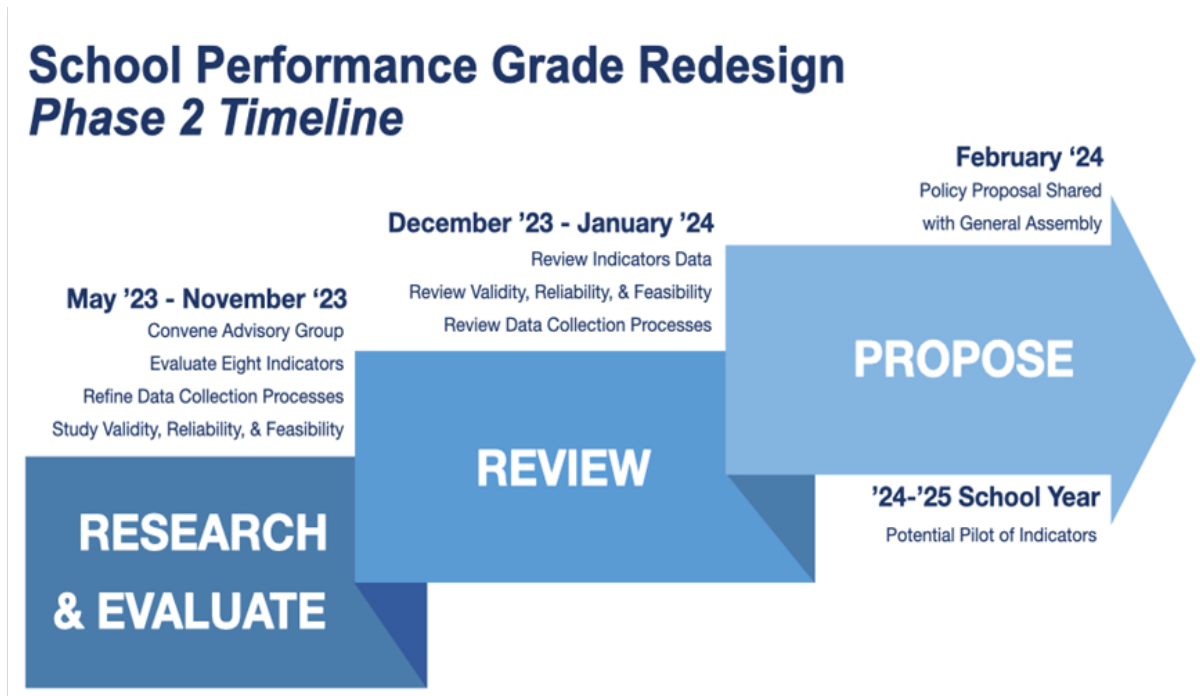 School Performance Grade Redesign
Phase 2 Timeline
May ’23 - November ‘23
Convene Advisory Group
Evaluate Eight Indicators
Refine Data Collection Processes
Study Validity, Reliability, & Feasibility
RESEARCH
& EVALUATE
December ’23 - January ’24
Review Indicators Data
Review Validity, Reliability, & Feasibility
Review Data Collection Processes
REVIEW
February ‘24
Policy Proposal Shared
with General Assembly
PROPOSE
’24-’25 School Year
Potential Pilot of Indicators